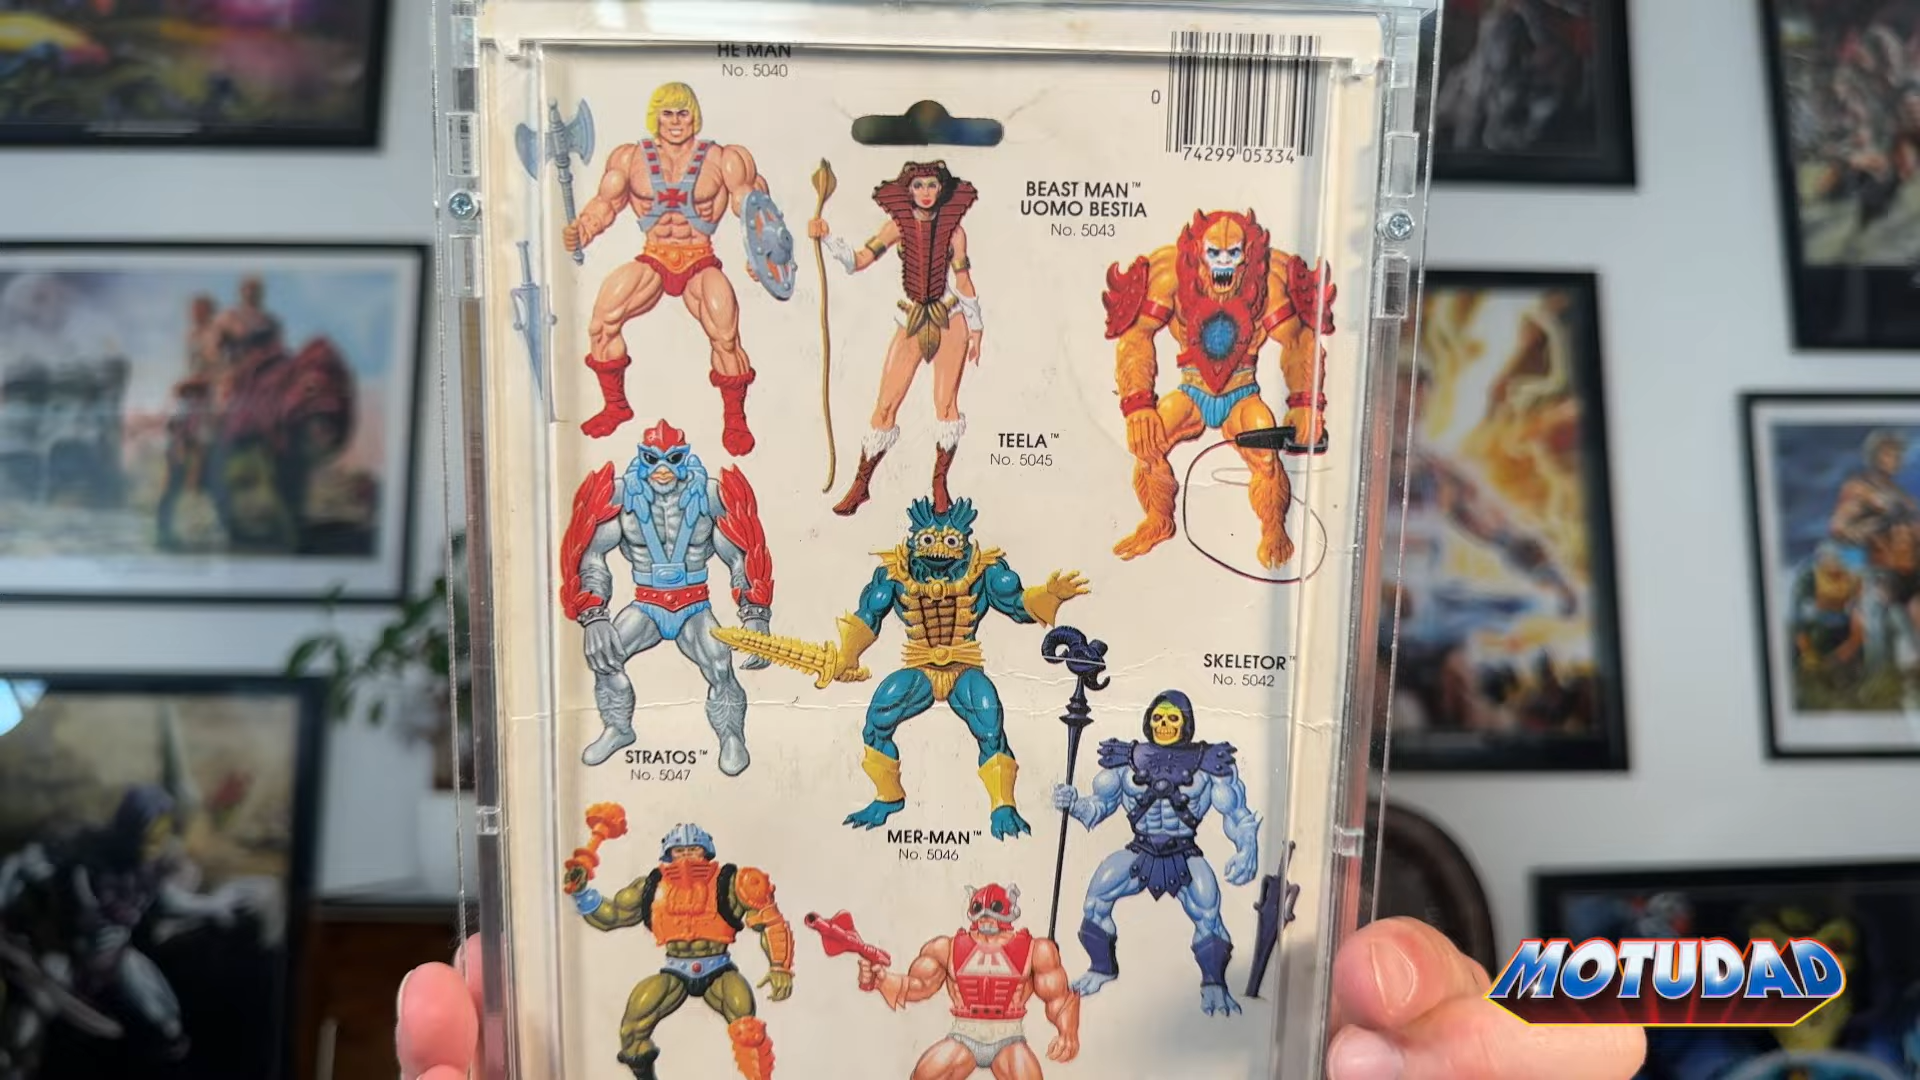 HE MAN
No. 5040
0
74299 05334
BEAST MAN™
UOMO BESTIA
No. 5043
TEELA™
No. 5045
SKELETOR™
No. 5042
STRATOS™
No. 5047
MER-MAN™
No. 5046
MOTUDAD